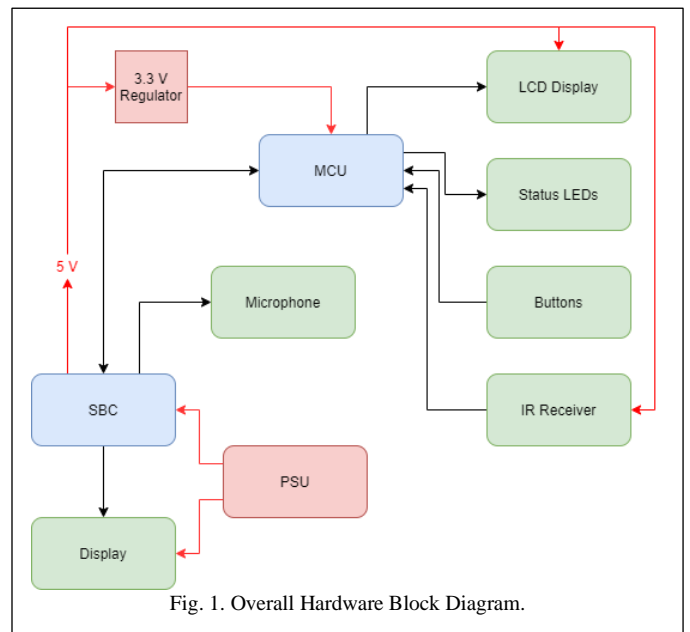 3.3 V
Regulator
LCD Display
MCU
Status LEDs
5 V
Microphone
Buttons
SBC
IR Receiver
PSU
Display
Fig. 1. Overall Hardware Block Diagram.